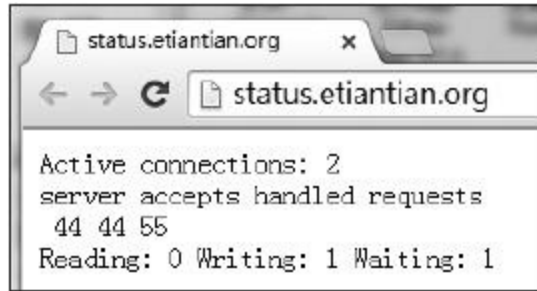 status.etiantian.org
status.etiantian.org
Active connections: 2
server accepts handled requests
44 44 55
Reading: 0 Writing: 1 Waiting: 1